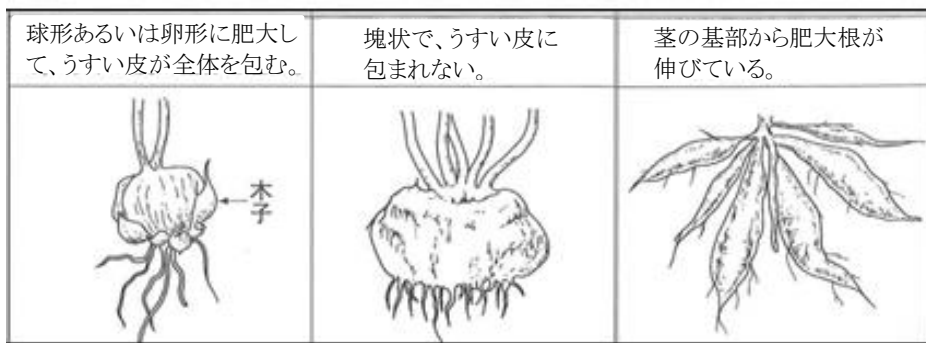 球形あるいは卵形に肥大し
て、うすい皮が全体を包む。
塊状で、うすい皮に
包まれない。
茎の基部から肥大根が
伸びている。
木子